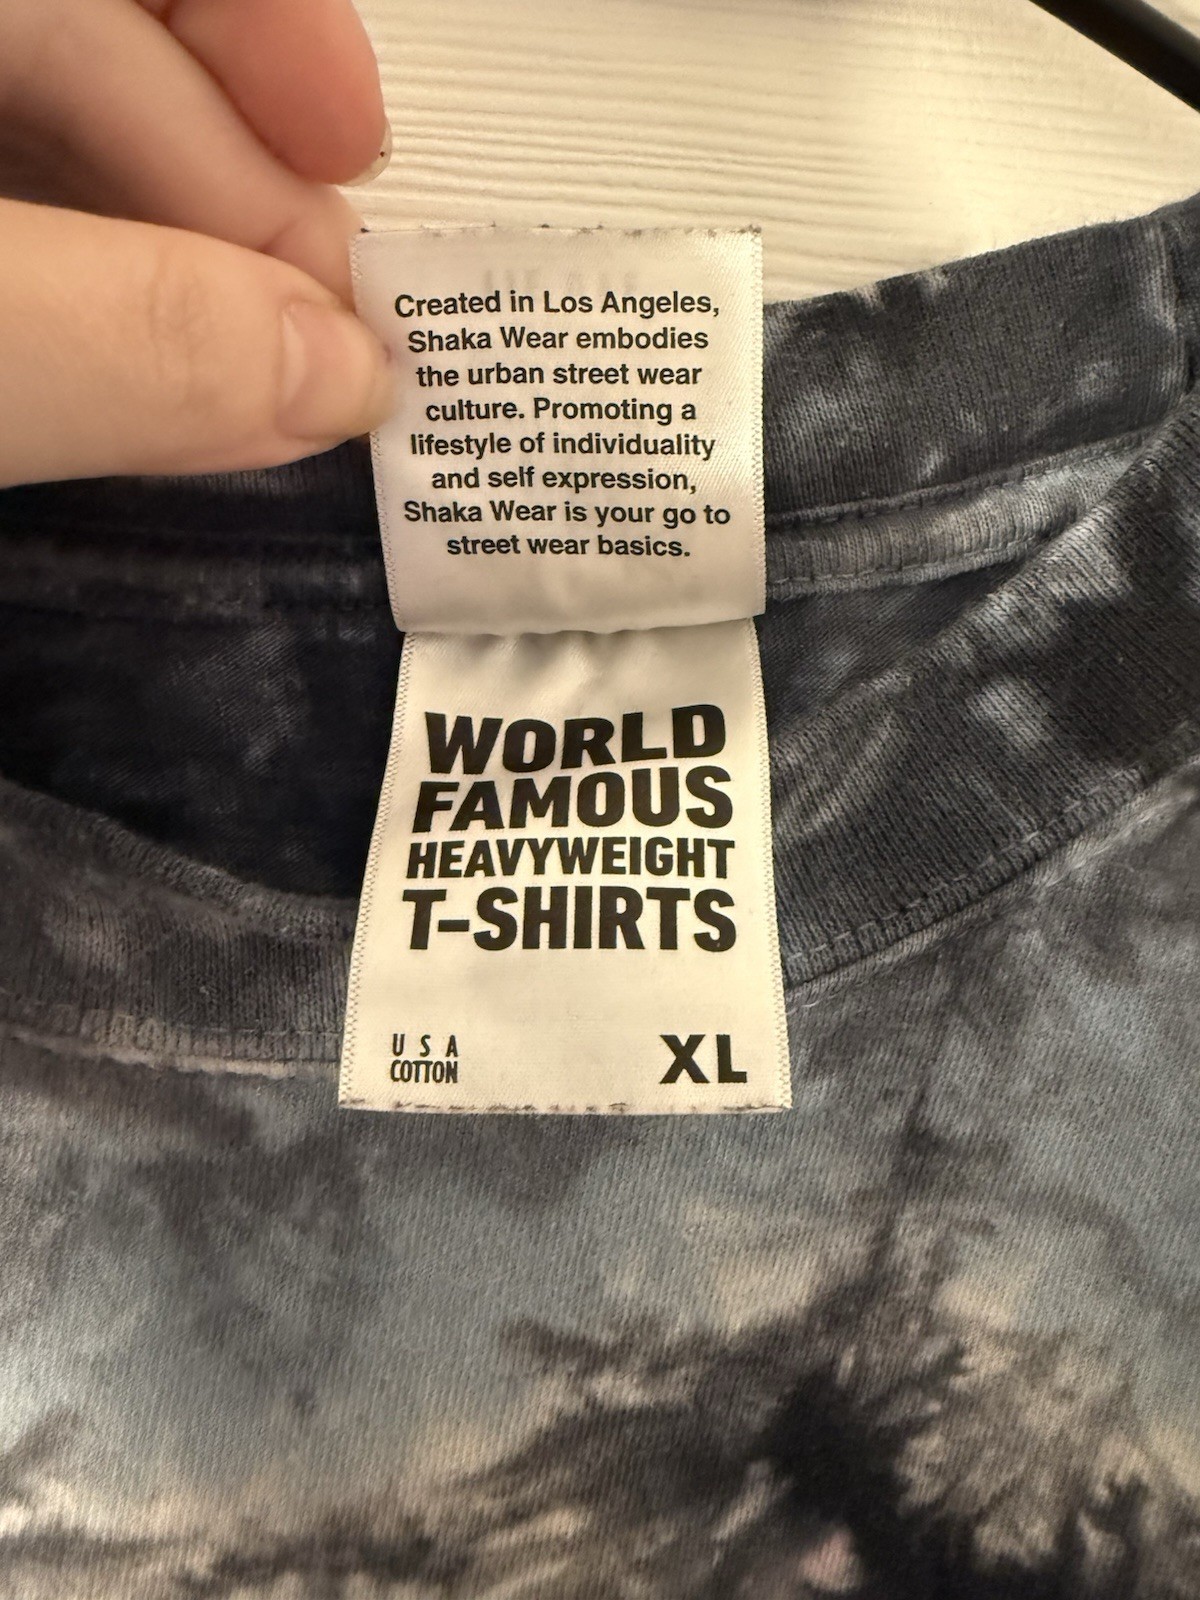 Created in Los Angeles,
Shaka Wear embodies
the urban street wear
culture. Promoting a
lifestyle of individuality
and self expression,
Shaka Wear is your go to
street wear basics.
WORLD
FAMOUS
HEAVYWEIGHT
T-SHIRTS
USA
COTTON
XL